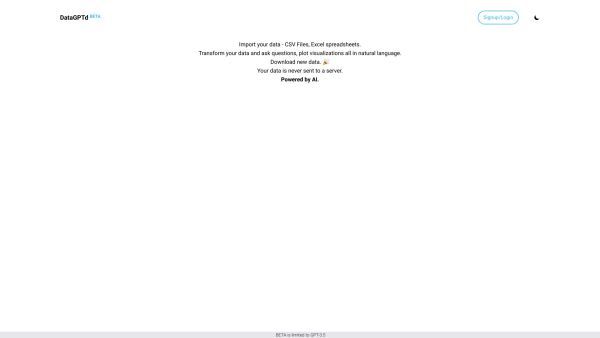 DataGPTd BETA
Signup/Login
Import your data - CSV Files, Excel spreadsheets.
Transform your data and ask questions, plot visualizations all in natural language.
Download new data. 🎉
Your data is never sent to a server.
Powered by AI.
BETA is limited to GPT-3.5